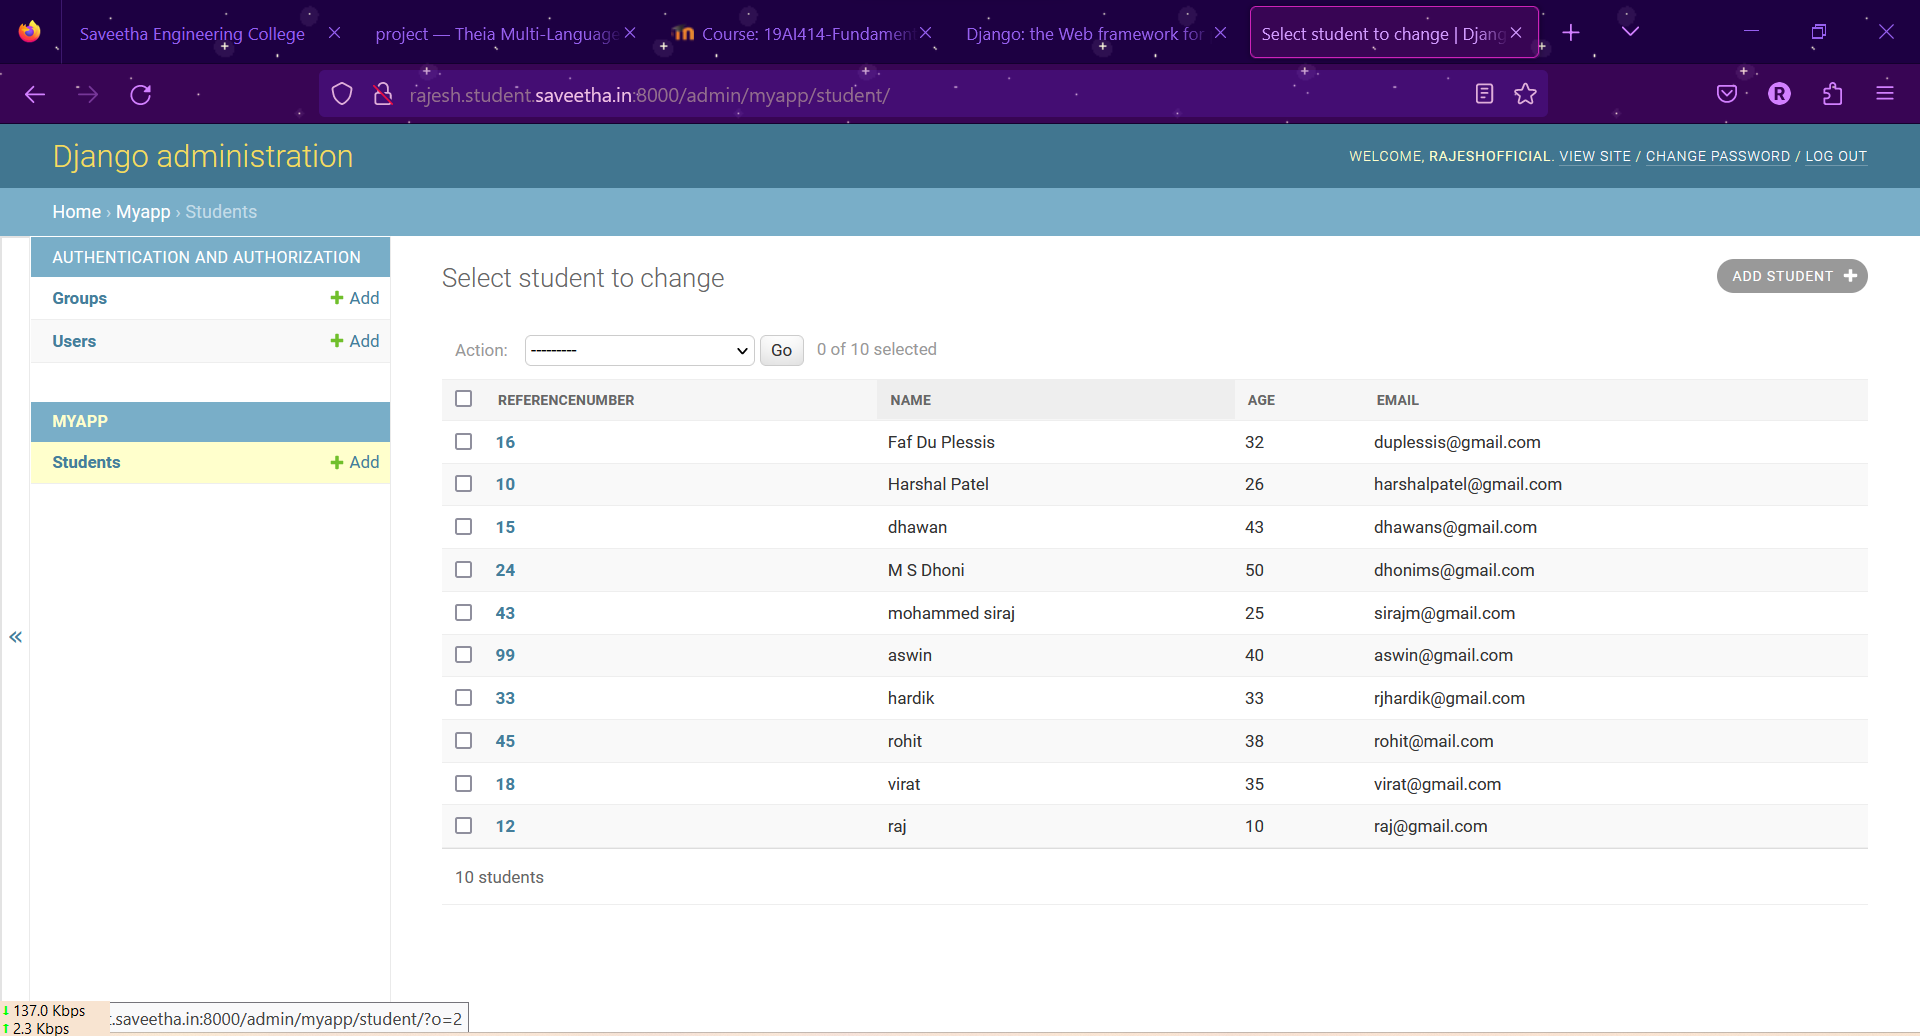 Saveetha Engineering College
project — Theia Multi-Language
Course: 19AI414-Fundament
Django: the Web framework for
Select student to change | Djang
rajesh.student.saveetha.in:8000/admin/myapp/student/
R
Django administration
WELCOME, RAJESHOFFICIAL. VIEW SITE / CHANGE PASSWORD / LOG OUT
Home › Myapp › Students
AUTHENTICATION AND AUTHORIZATION
Groups + Add
Users + Add
MYAPP
Students + Add
Select student to change
ADD STUDENT +
Action: --------- Go 0 of 10 selected
REFERENCENUMBER NAME AGE EMAIL
16 Faf Du Plessis 32 duplessis@gmail.com
10 Harshal Patel 26 harshalpatel@gmail.com
15 dhawan 43 dhawans@gmail.com
24 M S Dhoni 50 dhonims@gmail.com
43 mohammed siraj 25 sirajm@gmail.com
99 aswin 40 aswin@gmail.com
33 hardik 33 rjhardik@gmail.com
45 rohit 38 rohit@mail.com
18 virat 35 virat@gmail.com
12 raj 10 raj@gmail.com
10 students
«
↓ 137.0 Kbps
↑ 2.3 Kbps
t.saveetha.in:8000/admin/myapp/student/?o=2